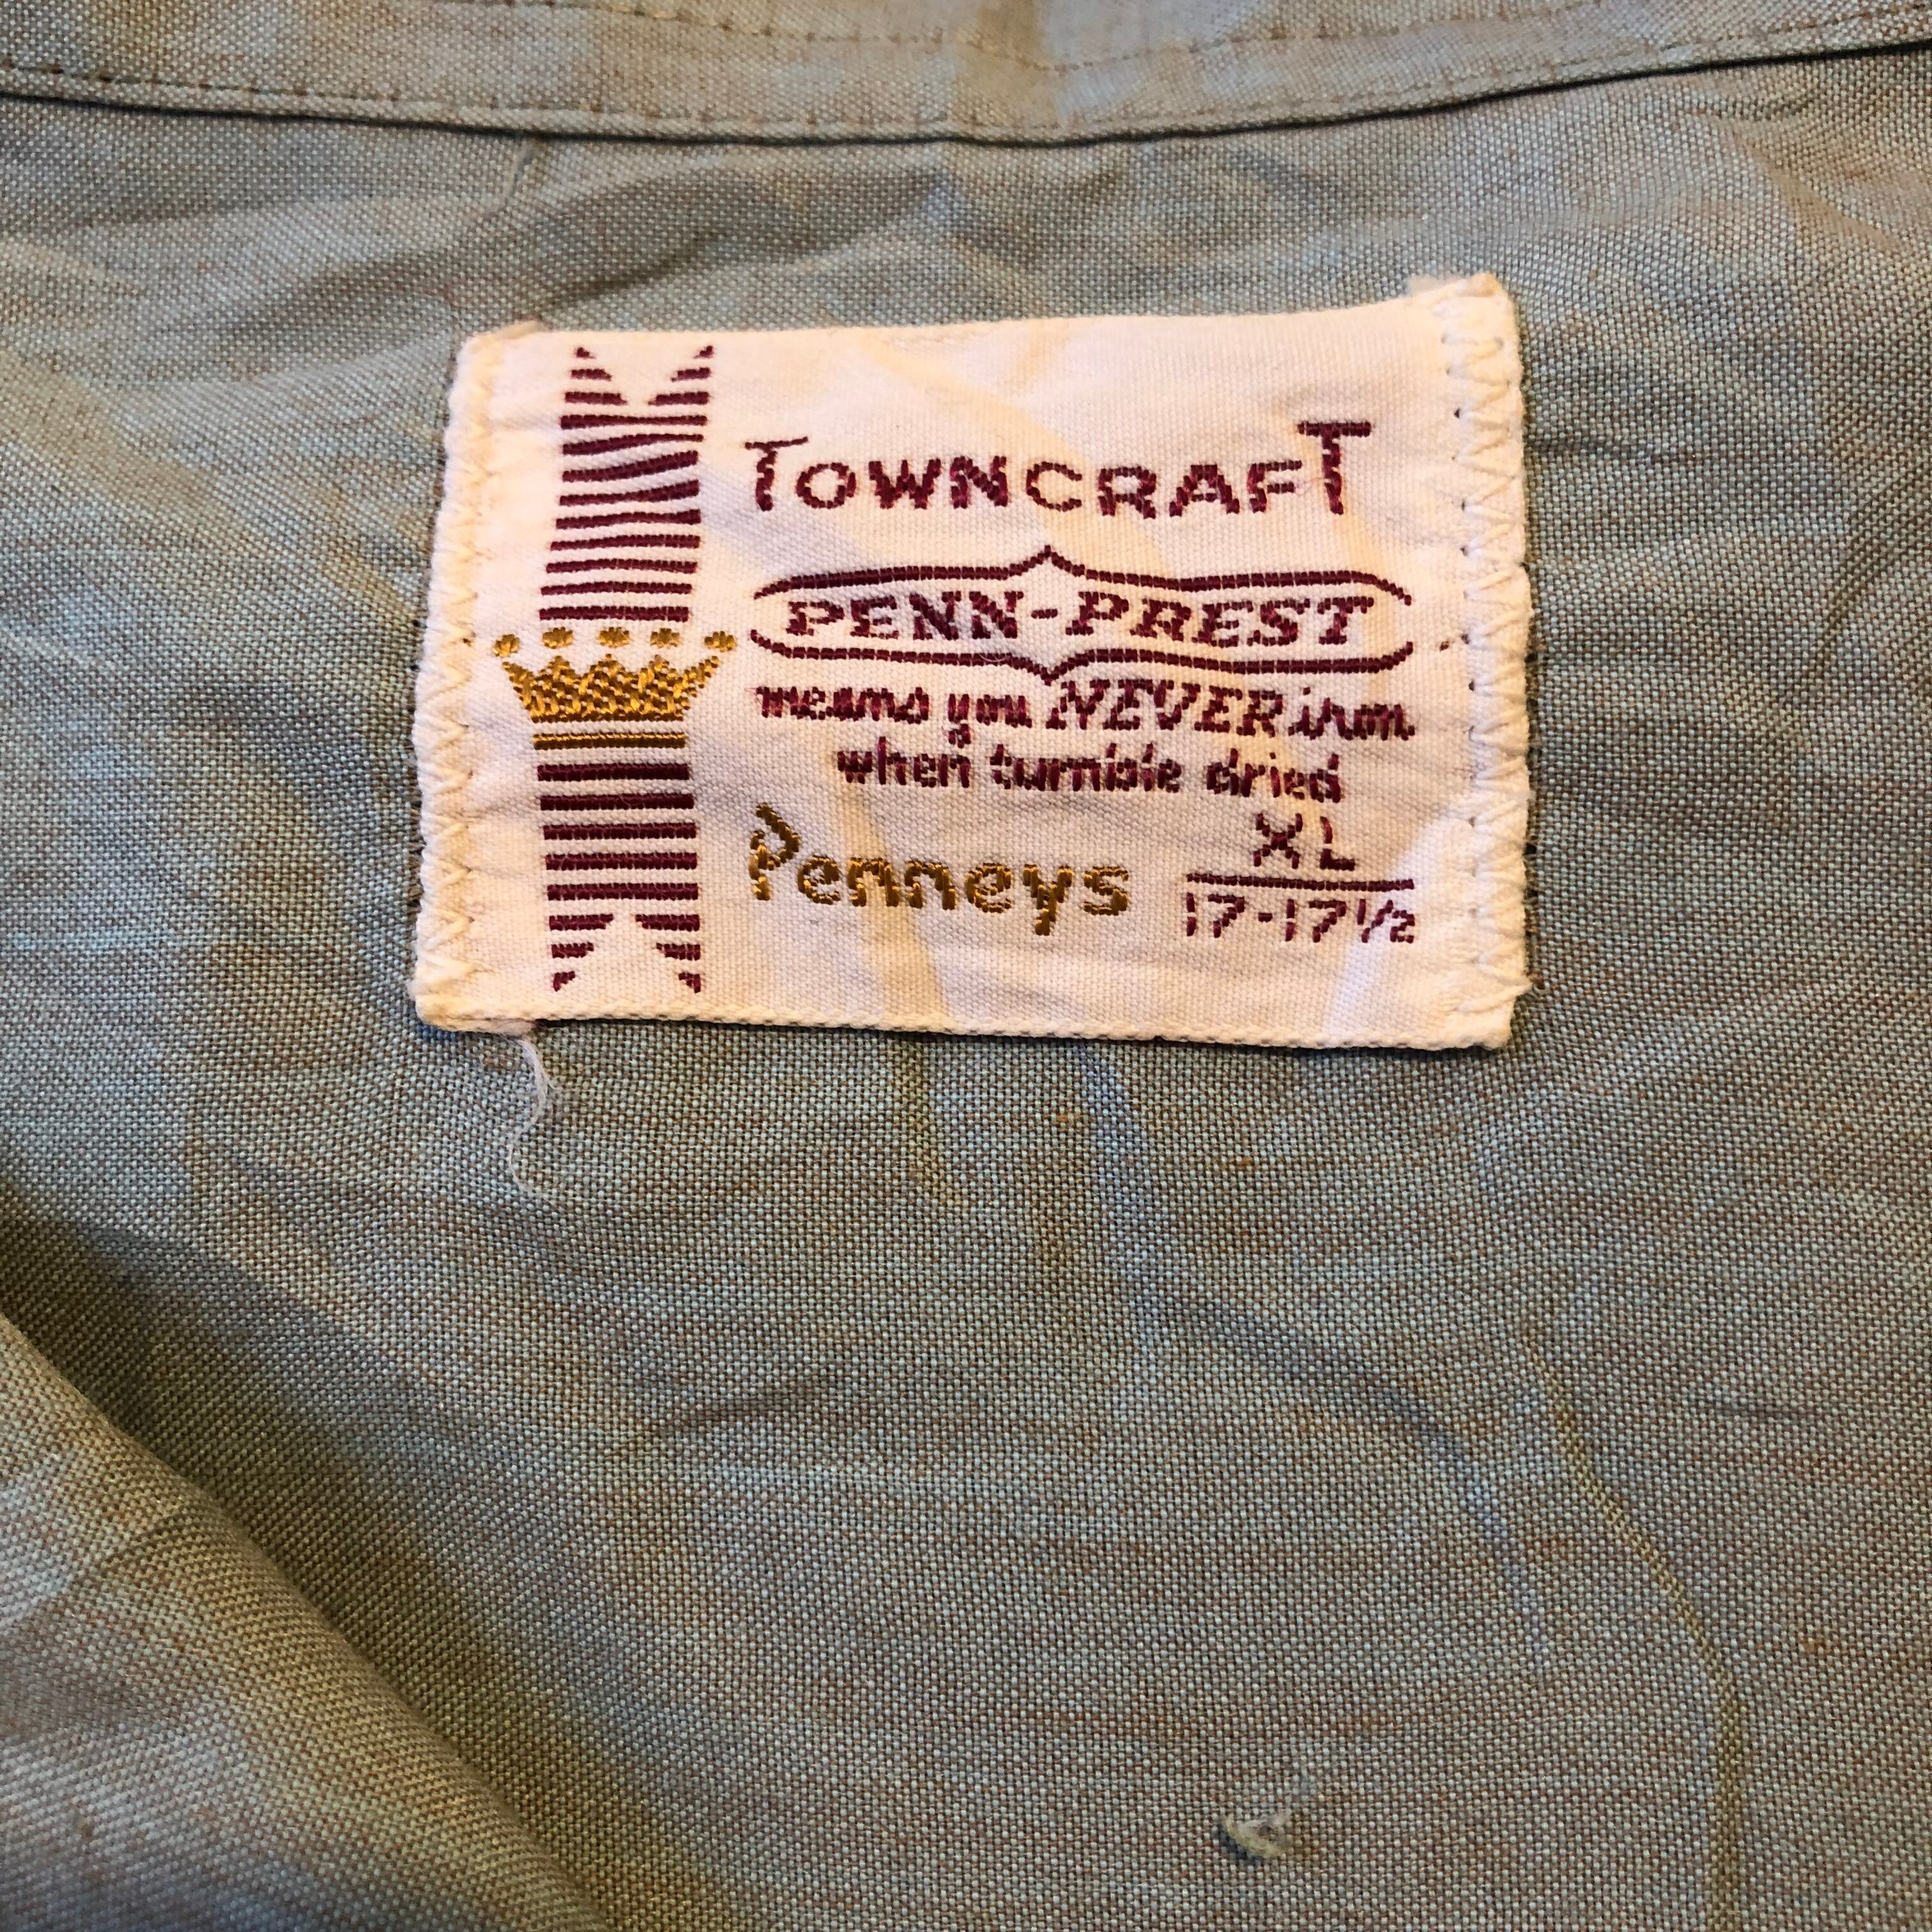 TOWNCRAFT
PENN-PREST
means you NEVER iron
when tumble dried
XL
Penneys 17-17½